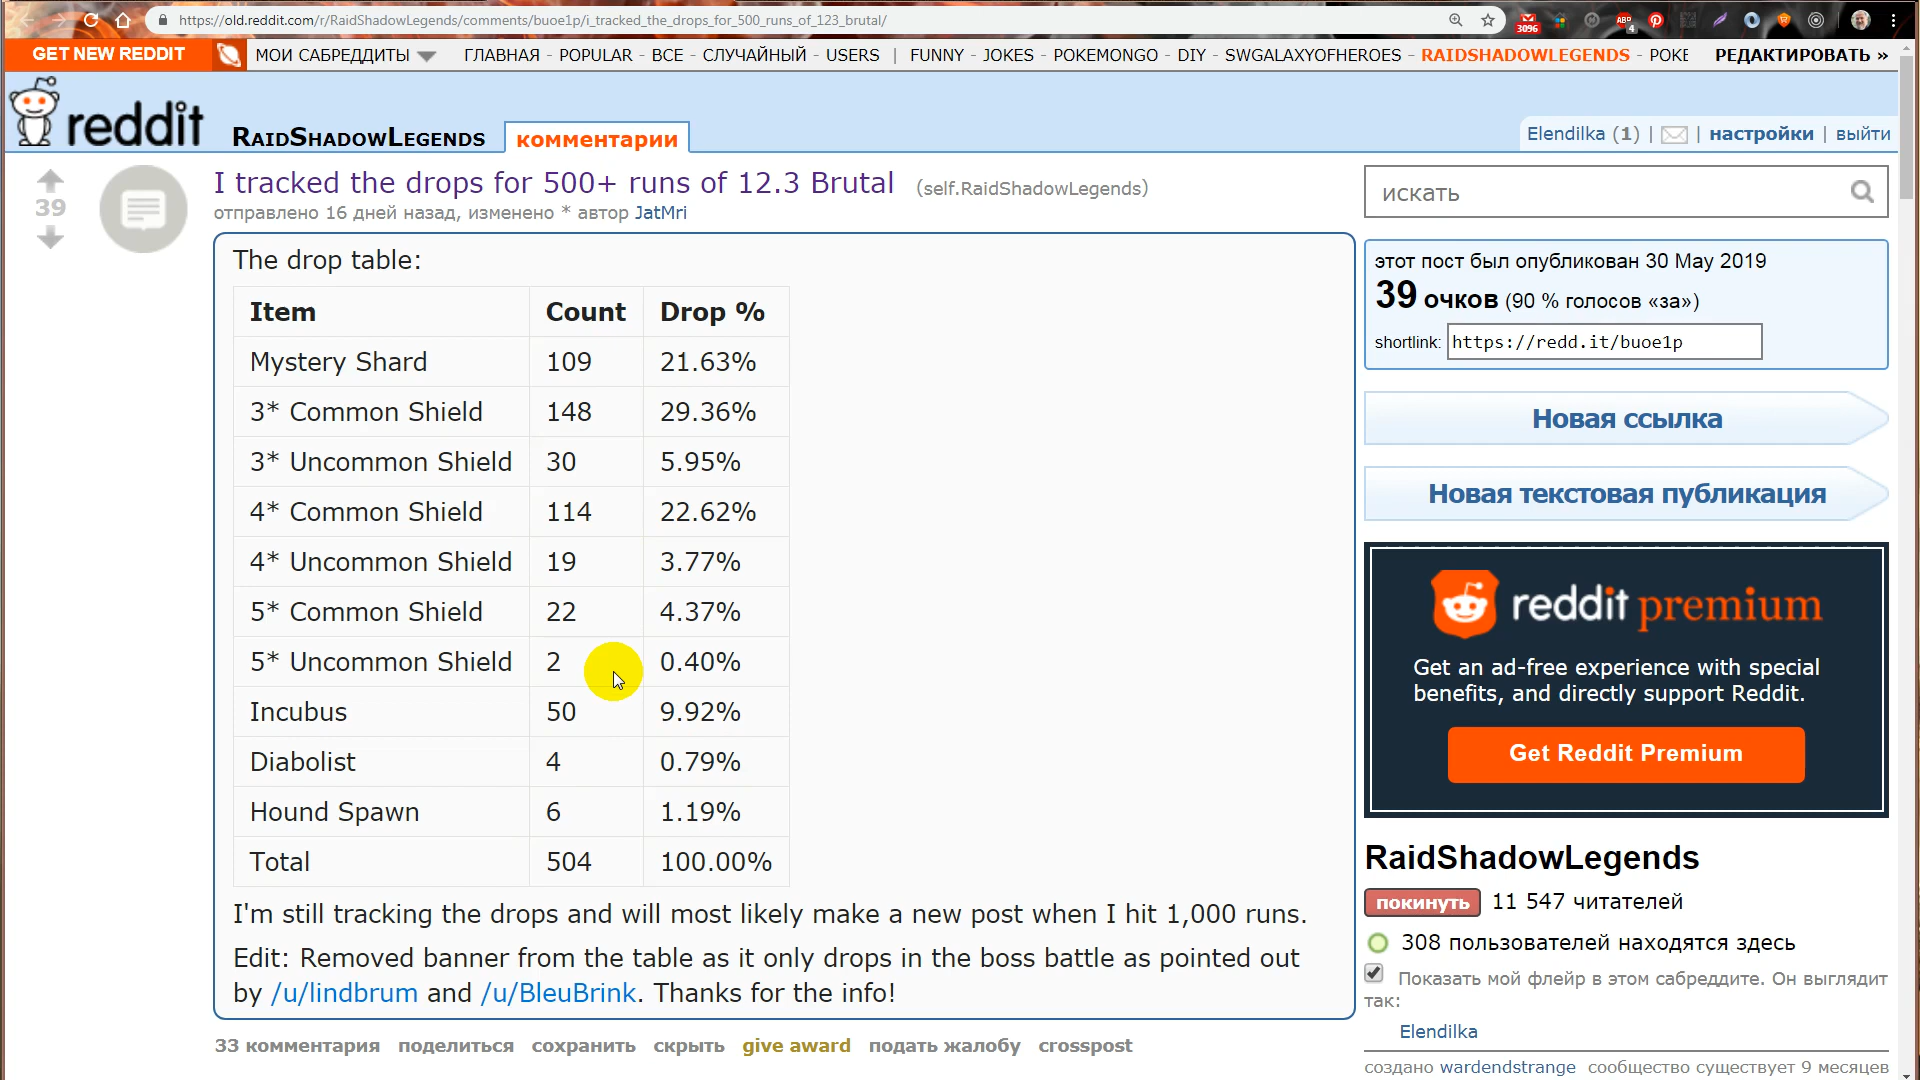 https://old.reddit.com/r/RaidShadowLegends/comments/buoe1p/i_tracked_the_drops_for_500_runs_of_123_brutal/
3096
ABP
4
GET NEW REDDIT
МОИ САБРЕДДИТЫ
ГЛАВНАЯ - POPULAR - ВСЕ - СЛУЧАЙНЫЙ - USERS | FUNNY - JOKES - POKEMONGO - DIY - SWGALAXYOFHEROES - RAIDSHADOWLEGENDS - POKE
РЕДАКТИРОВАТЬ »
reddit
RAIDSHADOWLEGENDS
комментарии
Elendilka (1) | | настройки | выйти
39
I tracked the drops for 500+ runs of 12.3 Brutal (self.RaidShadowLegends)
отправлено 16 дней назад, изменено * автор JatMri
The drop table:
Item Count Drop %
Mystery Shard 109 21.63%
3* Common Shield 148 29.36%
3* Uncommon Shield 30 5.95%
4* Common Shield 114 22.62%
4* Uncommon Shield 19 3.77%
5* Common Shield 22 4.37%
5* Uncommon Shield 2 0.40%
Incubus 50 9.92%
Diabolist 4 0.79%
Hound Spawn 6 1.19%
Total 504 100.00%
I'm still tracking the drops and will most likely make a new post when I hit 1,000 runs.
Edit: Removed banner from the table as it only drops in the boss battle as pointed out
by /u/lindbrum and /u/BleuBrink. Thanks for the info!
33 комментария поделиться сохранить скрыть give award подать жалобу crosspost
искать
этот пост был опубликован 30 May 2019
39 очков (90 % голосов «за»)
shortlink: https://redd.it/buoe1p
Новая ссылка
Новая текстовая публикация
reddit premium
Get an ad-free experience with special
benefits, and directly support Reddit.
Get Reddit Premium
RaidShadowLegends
покинуть 11 547 читателей
308 пользователей находятся здесь
Показать мой флейр в этом сабреддите. Он выглядит
так:
Elendilka
создано wardendstrange сообщество существует 9 месяцев